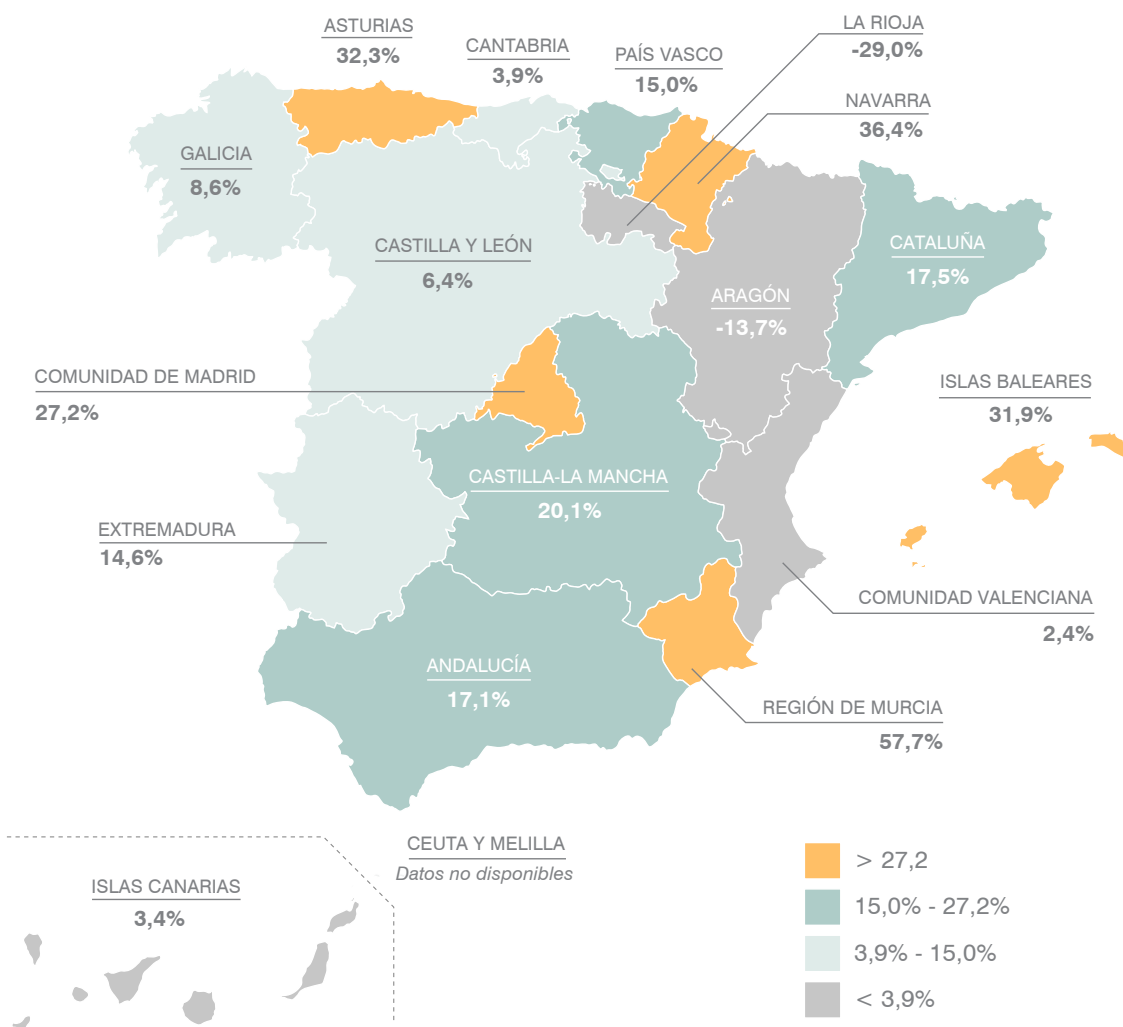 LA RIOJA
-29,0%
ASTURIAS
32,3%
CANTABRIA
3,9%
PAÍS VASCO
15,0%
NAVARRA
36,4%
GALICIA
8,6%
CASTILLA Y LEÓN
6,4%
CATALUÑA
17,5%
ARAGÓN
-13,7%
COMUNIDAD DE MADRID
27,2%
ISLAS BALEARES
31,9%
CASTILLA-LA MANCHA
20,1%
EXTREMADURA
14,6%
COMUNIDAD VALENCIANA
2,4%
ANDALUCÍA
17,1%
REGIÓN DE MURCIA
57,7%
CEUTA Y MELILLA
Datos no disponibles
ISLAS CANARIAS
3,4%
> 27,2
15,0% - 27,2%
3,9% - 15,0%
< 3,9%